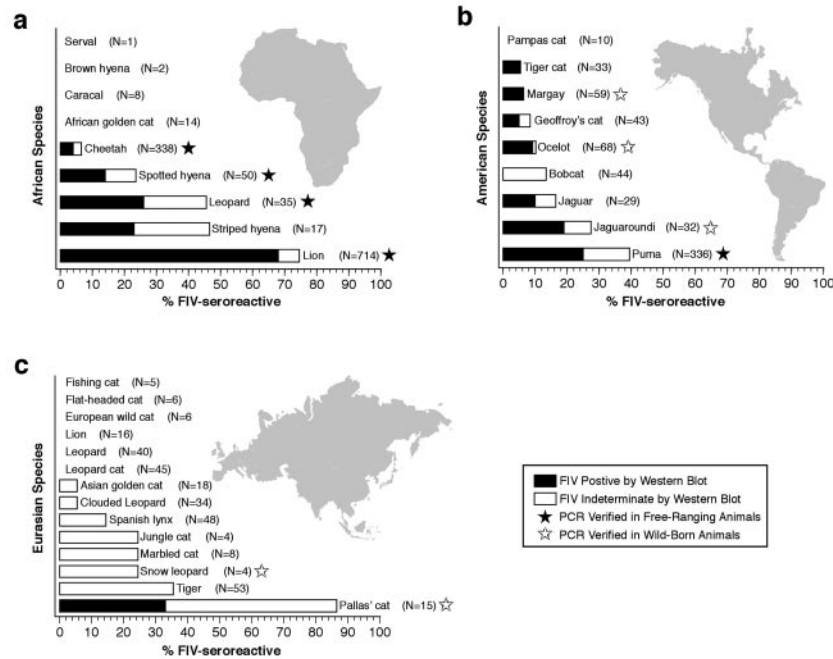 a
African Species
Serval (N=1)
Brown hyena (N=2)
Caracal (N=8)
African golden cat (N=14)
Cheetah (N=338)
Spotted hyena (N=50)
Leopard (N=35)
Striped hyena (N=17)
Lion (N=714)
0 10 20 30 40 50 60 70 80 90 100
% FIV-seroreactive
b
American Species
Pampas cat (N=10)
Tiger cat (N=33)
Margay (N=59)
Geoffroy's cat (N=43)
Ocelot (N=68)
Bobcat (N=44)
Jaguar (N=29)
Jaguaroundi (N=32)
Puma (N=336)
0 10 20 30 40 50 60 70 80 90 100
% FIV-seroreactive
c
Eurasian Species
Fishing cat (N=5)
Flat-headed cat (N=6)
European wild cat (N=6
Lion (N=16)
Leopard (N=40)
Leopard cat (N=45)
Asian golden cat (N=18)
Clouded Leopard (N=34)
Spanish lynx (N=48)
Jungle cat (N=4)
Marbled cat (N=8)
Snow leopard (N=4)
Tiger (N=53)
Pallas' cat (N=15)
0 10 20 30 40 50 60 70 80 90 100
% FIV-seroreactive
FIV Postive by Western Blot
FIV Indeterminate by Western Blot
PCR Verified in Free-Ranging Animals
PCR Verified in Wild-Born Animals